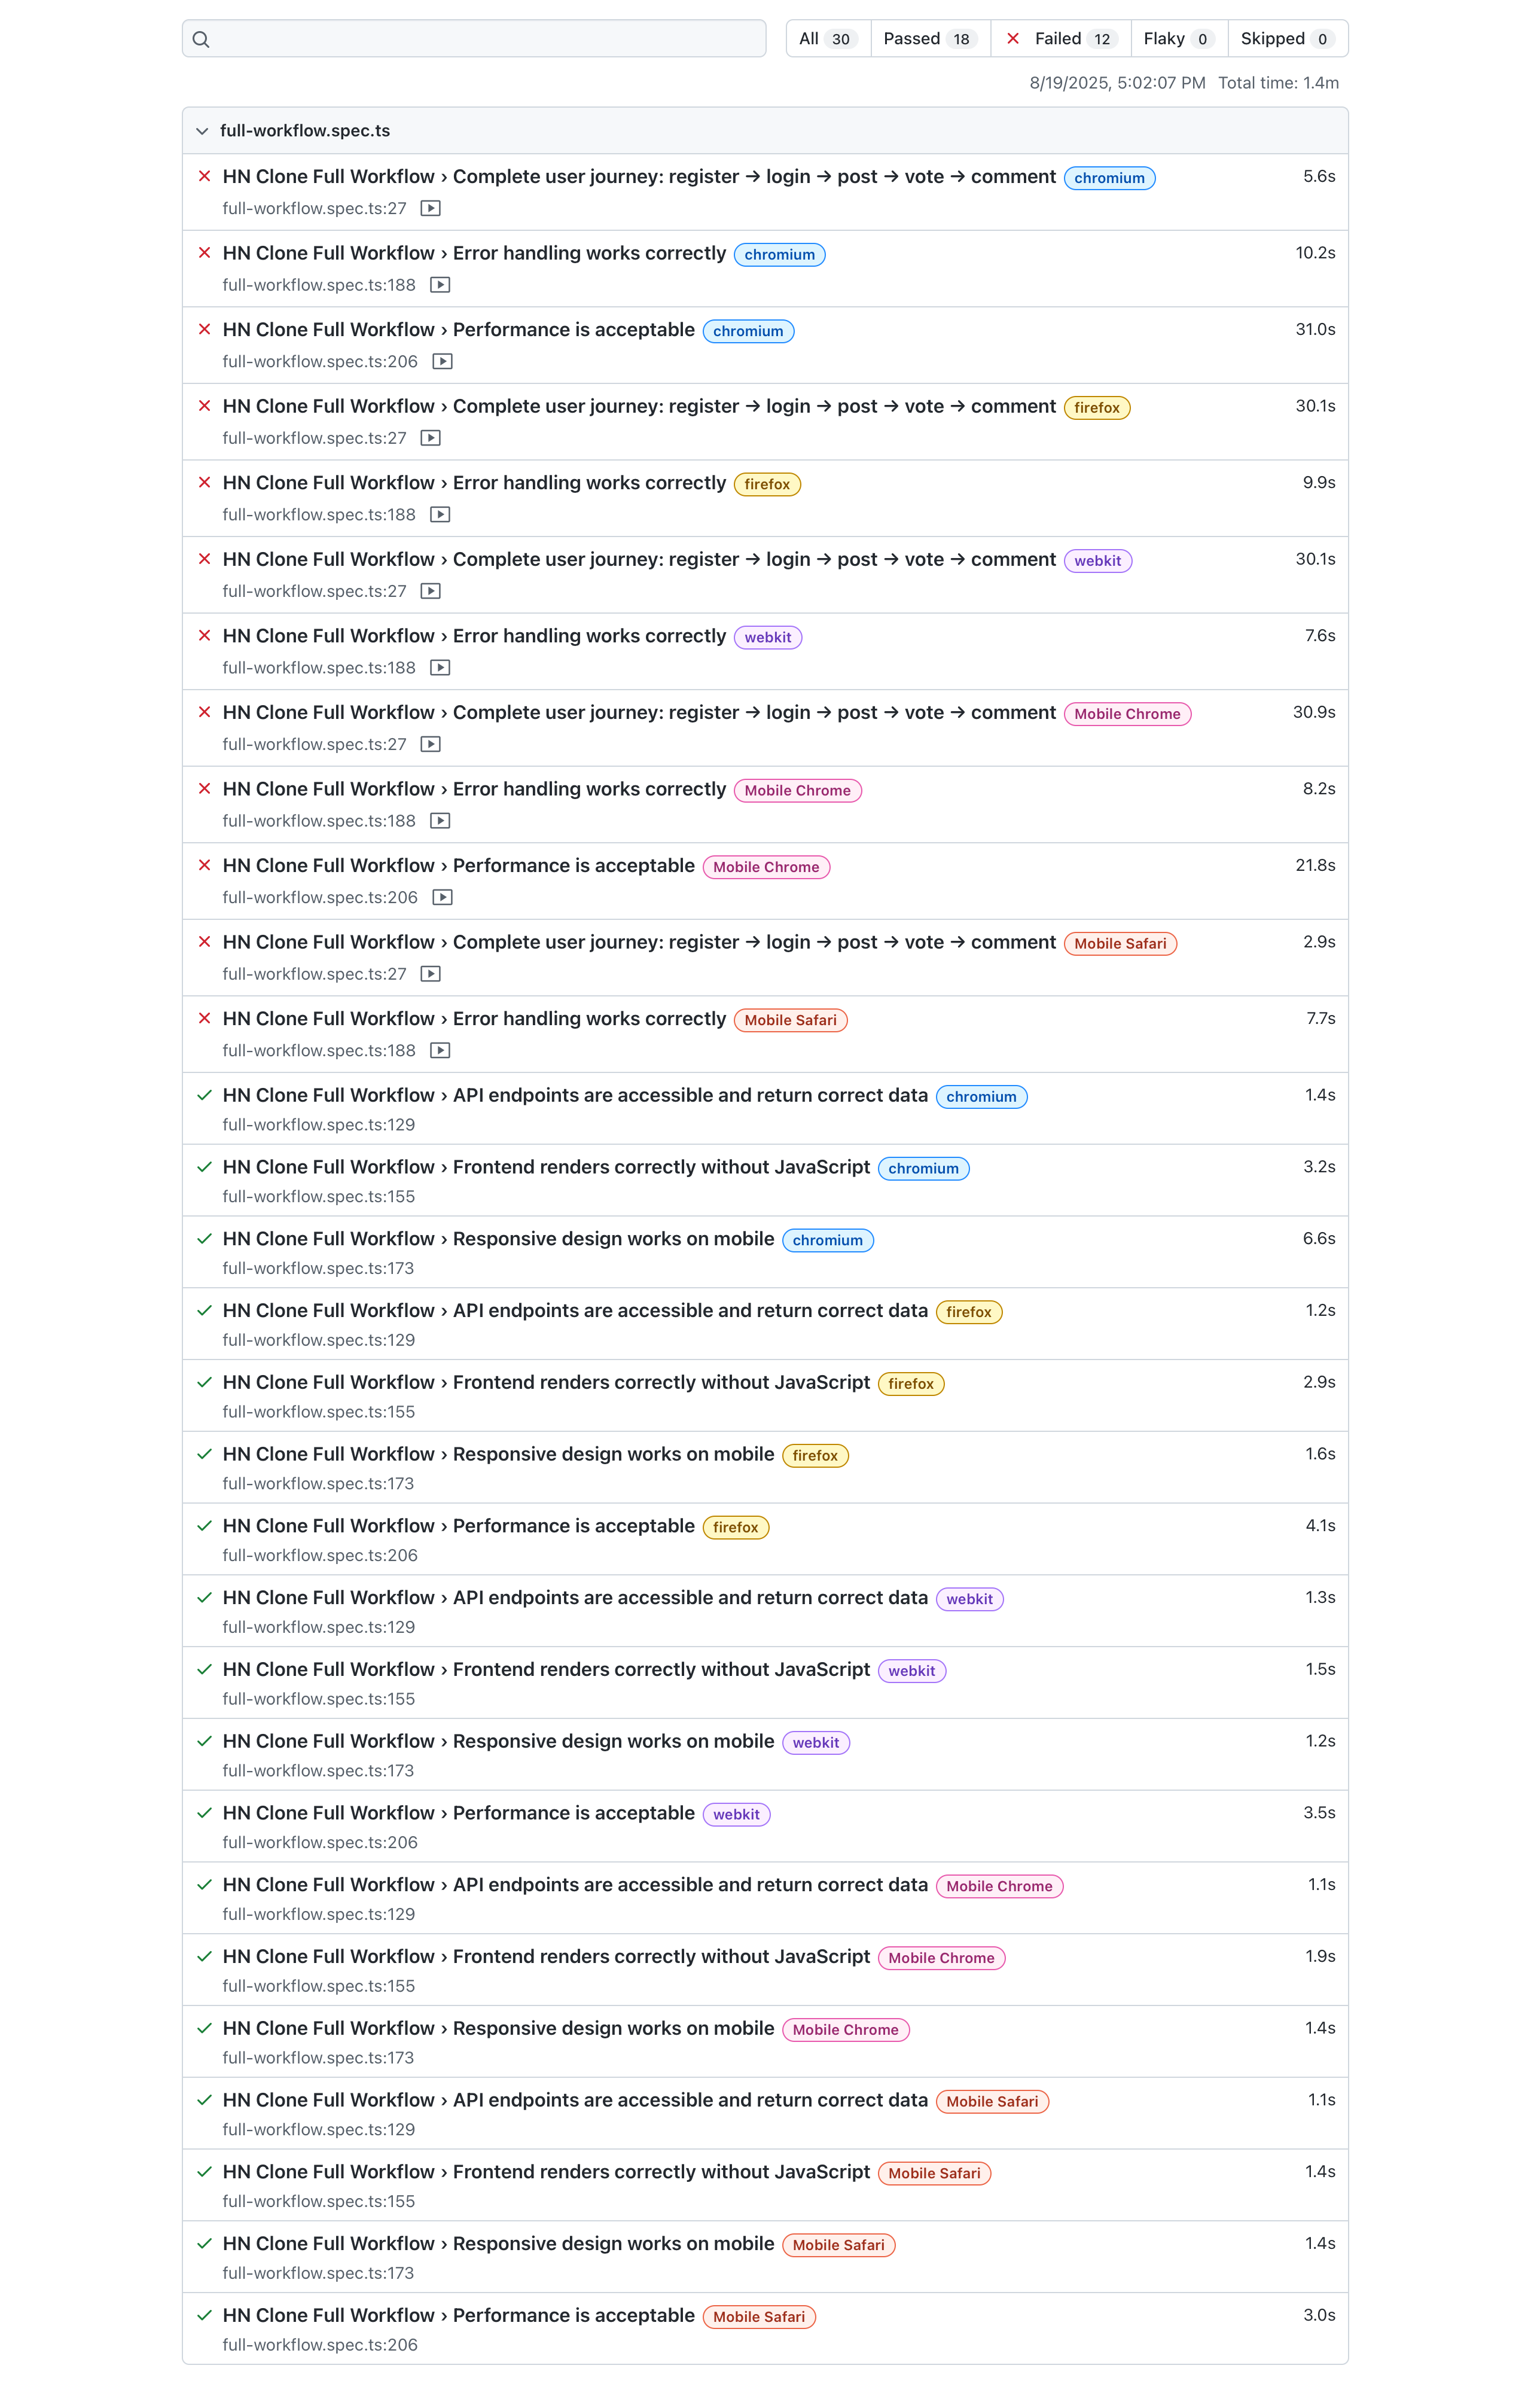 All 30 Passed 18 Failed 12 Flaky 0 Skipped 0
8/19/2025, 5:02:07 PM Total time: 1.4m
full-workflow.spec.ts
HN Clone Full Workflow › Complete user journey: register → login → post → vote → comment chromium 5.6s
full-workflow.spec.ts:27
HN Clone Full Workflow › Error handling works correctly chromium 10.2s
full-workflow.spec.ts:188
HN Clone Full Workflow › Performance is acceptable chromium 31.0s
full-workflow.spec.ts:206
HN Clone Full Workflow › Complete user journey: register → login → post → vote → comment firefox 30.1s
full-workflow.spec.ts:27
HN Clone Full Workflow › Error handling works correctly firefox 9.9s
full-workflow.spec.ts:188
HN Clone Full Workflow › Complete user journey: register → login → post → vote → comment webkit 30.1s
full-workflow.spec.ts:27
HN Clone Full Workflow › Error handling works correctly webkit 7.6s
full-workflow.spec.ts:188
HN Clone Full Workflow › Complete user journey: register → login → post → vote → comment Mobile Chrome 30.9s
full-workflow.spec.ts:27
HN Clone Full Workflow › Error handling works correctly Mobile Chrome 8.2s
full-workflow.spec.ts:188
HN Clone Full Workflow › Performance is acceptable Mobile Chrome 21.8s
full-workflow.spec.ts:206
HN Clone Full Workflow › Complete user journey: register → login → post → vote → comment Mobile Safari 2.9s
full-workflow.spec.ts:27
HN Clone Full Workflow › Error handling works correctly Mobile Safari 7.7s
full-workflow.spec.ts:188
HN Clone Full Workflow › API endpoints are accessible and return correct data chromium 1.4s
full-workflow.spec.ts:129
HN Clone Full Workflow › Frontend renders correctly without JavaScript chromium 3.2s
full-workflow.spec.ts:155
HN Clone Full Workflow › Responsive design works on mobile chromium 6.6s
full-workflow.spec.ts:173
HN Clone Full Workflow › API endpoints are accessible and return correct data firefox 1.2s
full-workflow.spec.ts:129
HN Clone Full Workflow › Frontend renders correctly without JavaScript firefox 2.9s
full-workflow.spec.ts:155
HN Clone Full Workflow › Responsive design works on mobile firefox 1.6s
full-workflow.spec.ts:173
HN Clone Full Workflow › Performance is acceptable firefox 4.1s
full-workflow.spec.ts:206
HN Clone Full Workflow › API endpoints are accessible and return correct data webkit 1.3s
full-workflow.spec.ts:129
HN Clone Full Workflow › Frontend renders correctly without JavaScript webkit 1.5s
full-workflow.spec.ts:155
HN Clone Full Workflow › Responsive design works on mobile webkit 1.2s
full-workflow.spec.ts:173
HN Clone Full Workflow › Performance is acceptable webkit 3.5s
full-workflow.spec.ts:206
HN Clone Full Workflow › API endpoints are accessible and return correct data Mobile Chrome 1.1s
full-workflow.spec.ts:129
HN Clone Full Workflow › Frontend renders correctly without JavaScript Mobile Chrome 1.9s
full-workflow.spec.ts:155
HN Clone Full Workflow › Responsive design works on mobile Mobile Chrome 1.4s
full-workflow.spec.ts:173
HN Clone Full Workflow › API endpoints are accessible and return correct data Mobile Safari 1.1s
full-workflow.spec.ts:129
HN Clone Full Workflow › Frontend renders correctly without JavaScript Mobile Safari 1.4s
full-workflow.spec.ts:155
HN Clone Full Workflow › Responsive design works on mobile Mobile Safari 1.4s
full-workflow.spec.ts:173
HN Clone Full Workflow › Performance is acceptable Mobile Safari 3.0s
full-workflow.spec.ts:206